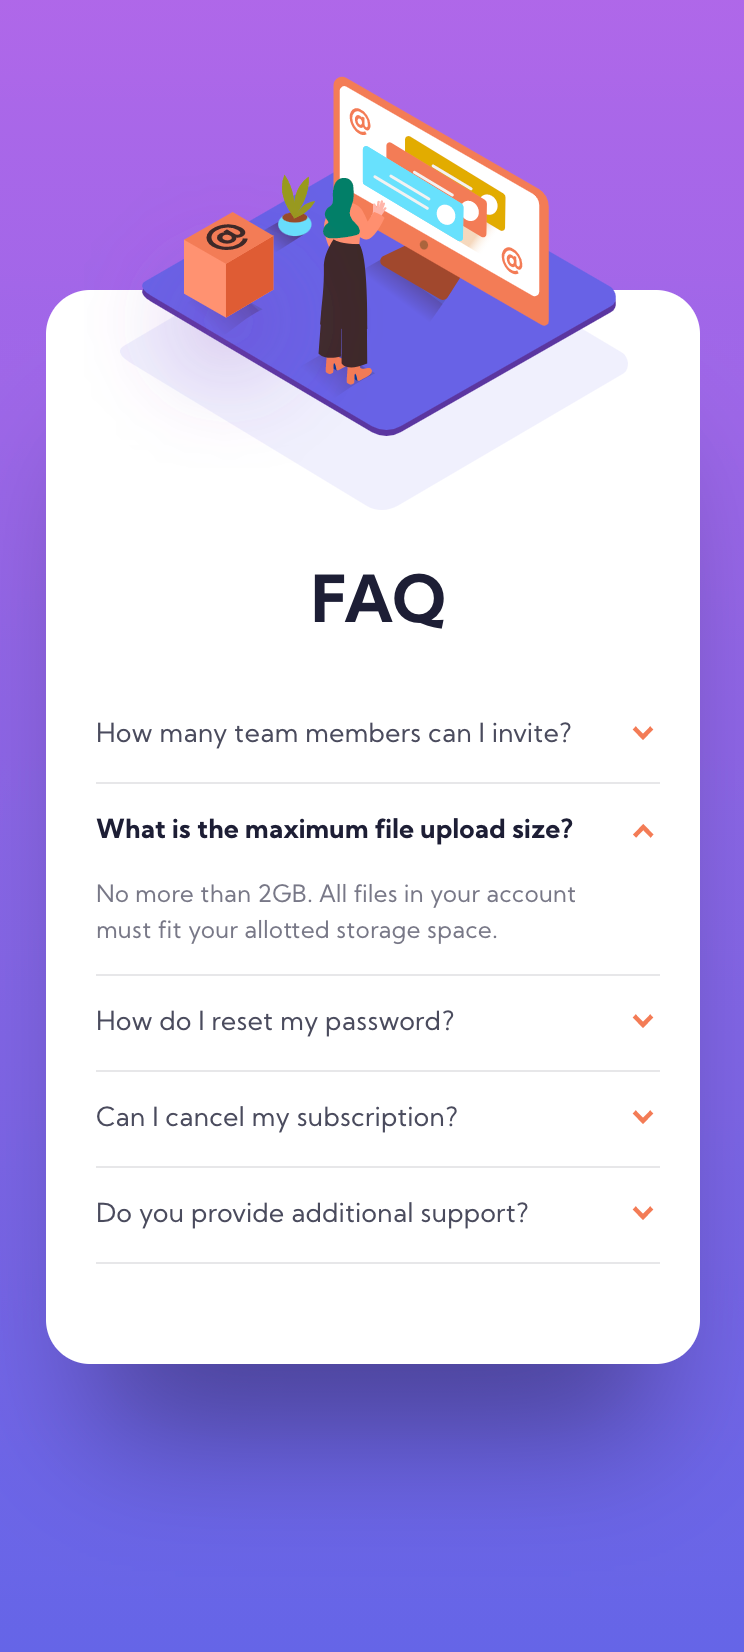 @
@
@
FAQ
How many team members can I invite?
What is the maximum file upload size?
No more than 2GB. All files in your account
must fit your allotted storage space.
How do I reset my password?
Can I cancel my subscription?
Do you provide additional support?